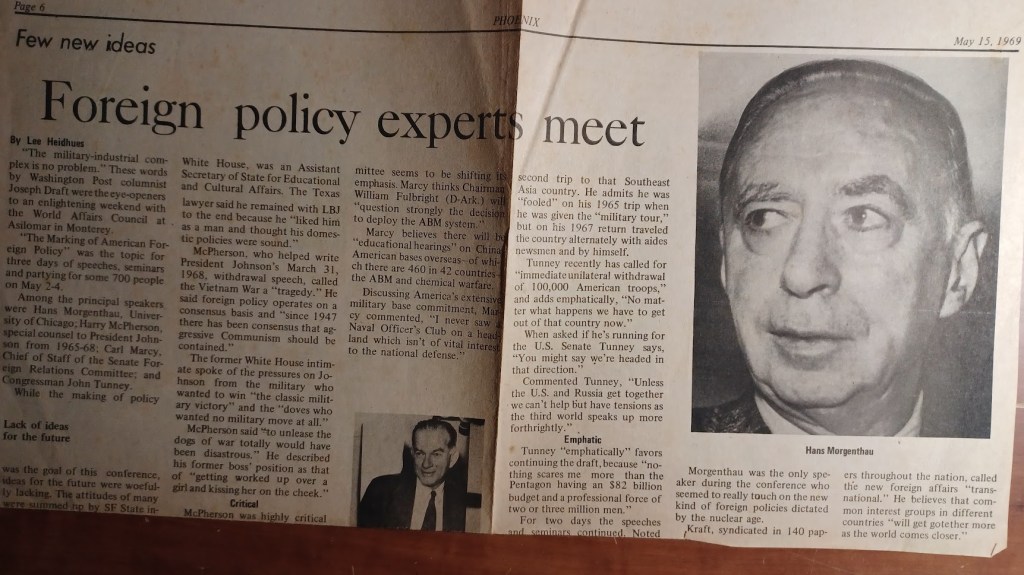 Page 6
PHOENIX
May 15, 1969
Few new ideas
Foreign policy experts meet
By Lee Heidhues
"The military-industrial com-
plex is no problem." These words
by Washington Post columnist
Joseph Draft were the eye-openers
to an enlightening weekend with
the World Affairs Council at
Asilomar in Monterey.
"The Marking of American For-
eign Policy" was the topic for
three days of speeches, seminars
and partying for some 700 people
on May 2-4.
Among the principal speakers
were Hans Morgenthau, Univer-
sity of Chicago; Harry McPherson,
special counsel to President John-
son from 1965-68; Carl Marcy,
Chief of Staff of the Senate For-
eign Relations Committee; and
Congressman John Tunney.
While the making of policy
Lack of ideas
for the future
was the goal of this conference,
ideas for the future were woeful-
ly lacking. The attitudes of many
were summed up by SF State in-
White House, was an Assistant
Secretary of State for Educational
and Cultural Affairs. The Texas
lawyer said he remained with LBJ
to the end because he "liked him
as a man and thought his domes-
tic policies were sound."
McPherson, who helped write
President Johnson's March 31,
1968, withdrawal speech, called
the Vietnam War a "tragedy." He
said foreign policy operates on a
consensus basis and "since 1947
there has been consensus that ag-
gressive Communism should be
contained."
The former White House intim-
ate spoke of the pressures on Jo-
hnson from the military who
wanted to win "the classic milit-
ary victory" and the "doves who
wanted no military move at all."
McPherson said "to unlease the
dogs of war totally would have
been disastrous." He described
his former boss' position as that
of "getting worked up over a
girl and kissing her on the cheek."
Critical
McPherson was highly critical
mittee seems to be shifting its
emphasis. Marcy thinks Chairman
William Fulbright (D-Ark.) will
"question strongly the decision
to deploy the ABM system."
Marcy believes there will be
"educational hearings" on China,
American bases overseas-of whi-
ch there are 460 in 42 countries-
the ABM and chemical warfare.
Discussing America's extensive
military base commitment, Mar-
cy commented, "I never saw a
Naval Officer's Club on a head-
land which isn't of vital interest
to the national defense."
second trip to that Southeast
Asia country. He admits he was
"fooled" on his 1965 trip when
he was given the "military tour,"
but on his 1967 return traveled
the country alternately with aides
newsmen and by himself.
Tunney recently has called for
"immediate unilateral withdrawal
of 100,000 American troops,"
and adds emphatically, "No mat-
ter what happens we have to get
out of that country now."
When asked if he's running for
the U.S. Senate Tunney says,
"You might say we're headed in
that direction."
Commented Tunney, "Unless
the U.S. and Russia get together
we can't help but have tensions as
the third world speaks up more
forthrightly."
Emphatic
Tunney "emphatically" favors
continuing the draft, because "no-
thing scares me more than the
Pentagon having an $82 billion
budget and a professional force of
two or three million men."
For two days the speeches
and seminars continued. Noted
Hans Morgenthau
Morgenthau was the only spe-
aker during the conference who
seemed to really touch on the new
kind of foreign policies dictated
by the nuclear age.
Kraft, syndicated in 140 pap-
ers throughout the nation, called
the new foreign affairs "trans-
national." He believes that com-
mon interest groups in different
countries "will get gotether more
as the world comes closer."